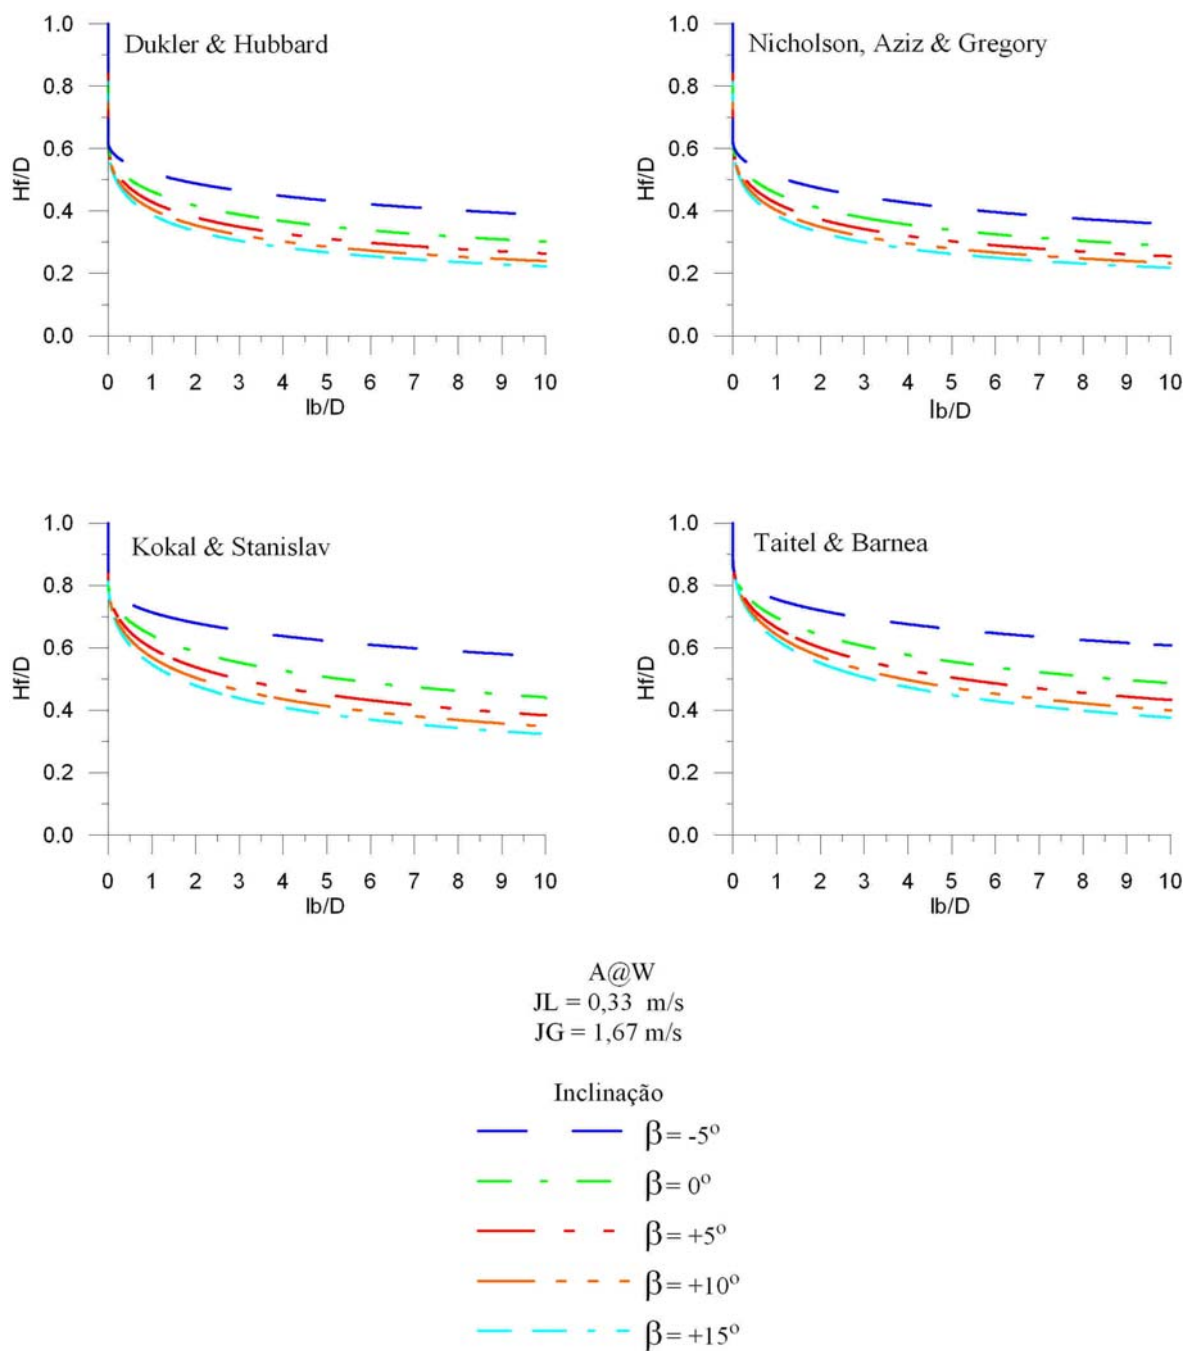 Dukler & Hubbard
Hf/D
1.0
0.8
0.6
0.4
0.2
0.0
0 1 2 3 4 5 6 7 8 9 10
lb/D
Nicholson, Aziz & Gregory
Hf/D
1.0
0.8
0.6
0.4
0.2
0.0
0 1 2 3 4 5 6 7 8 9 10
lb/D
Kokal & Stanislav
Hf/D
1.0
0.8
0.6
0.4
0.2
0.0
0 1 2 3 4 5 6 7 8 9 10
lb/D
Taitel & Barnea
Hf/D
1.0
0.8
0.6
0.4
0.2
0.0
0 1 2 3 4 5 6 7 8 9 10
lb/D
A@W
JL = 0,33 m/s
JG = 1,67 m/s
Inclinação
β= -5º
β= 0º
β= +5º
β= +10º
β= +15º